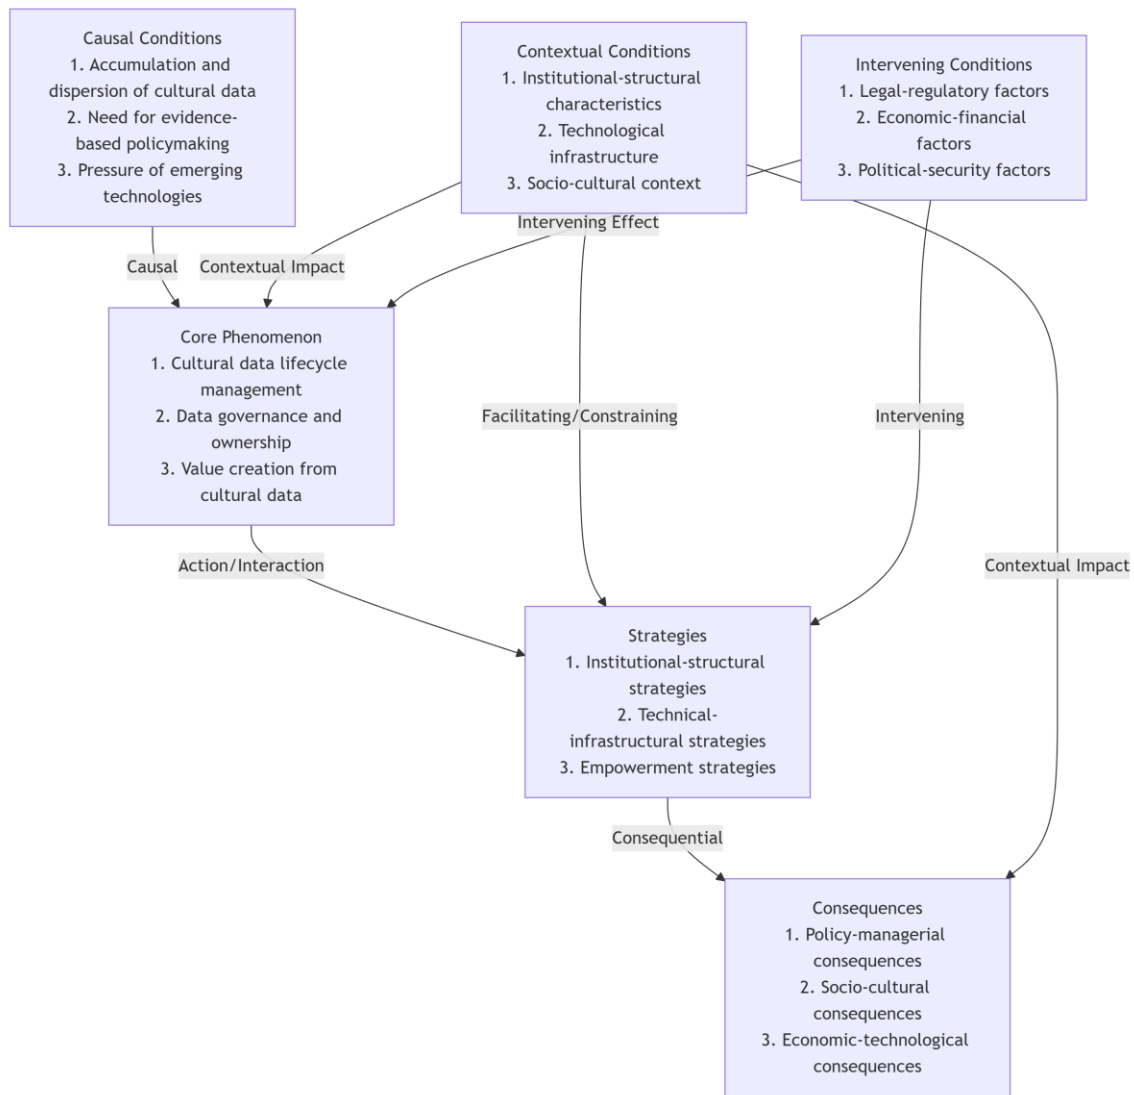 Causal Conditions
1. Accumulation and
dispersion of cultural data
2. Need for evidence-
based policymaking
3. Pressure of emerging
technologies
Contextual Conditions
1. Institutional-structural
characteristics
2. Technological
infrastructure
3. Socio-cultural context
Intervening Conditions
1. Legal-regulatory factors
2. Economic-financial
factors
3. Political-security factors
Intervening Effect
Causal
Contextual Impact
Core Phenomenon
1. Cultural data lifecycle
management
2. Data governance and
ownership
3. Value creation from
cultural data
Facilitating/Constraining
Intervening
Action/Interaction
Contextual Impact
Strategies
1. Institutional-structural
strategies
2. Technical-
infrastructural strategies
3. Empowerment strategies
Consequential
Consequences
1. Policy-managerial
consequences
2. Socio-cultural
consequences
3. Economic-technological
consequences